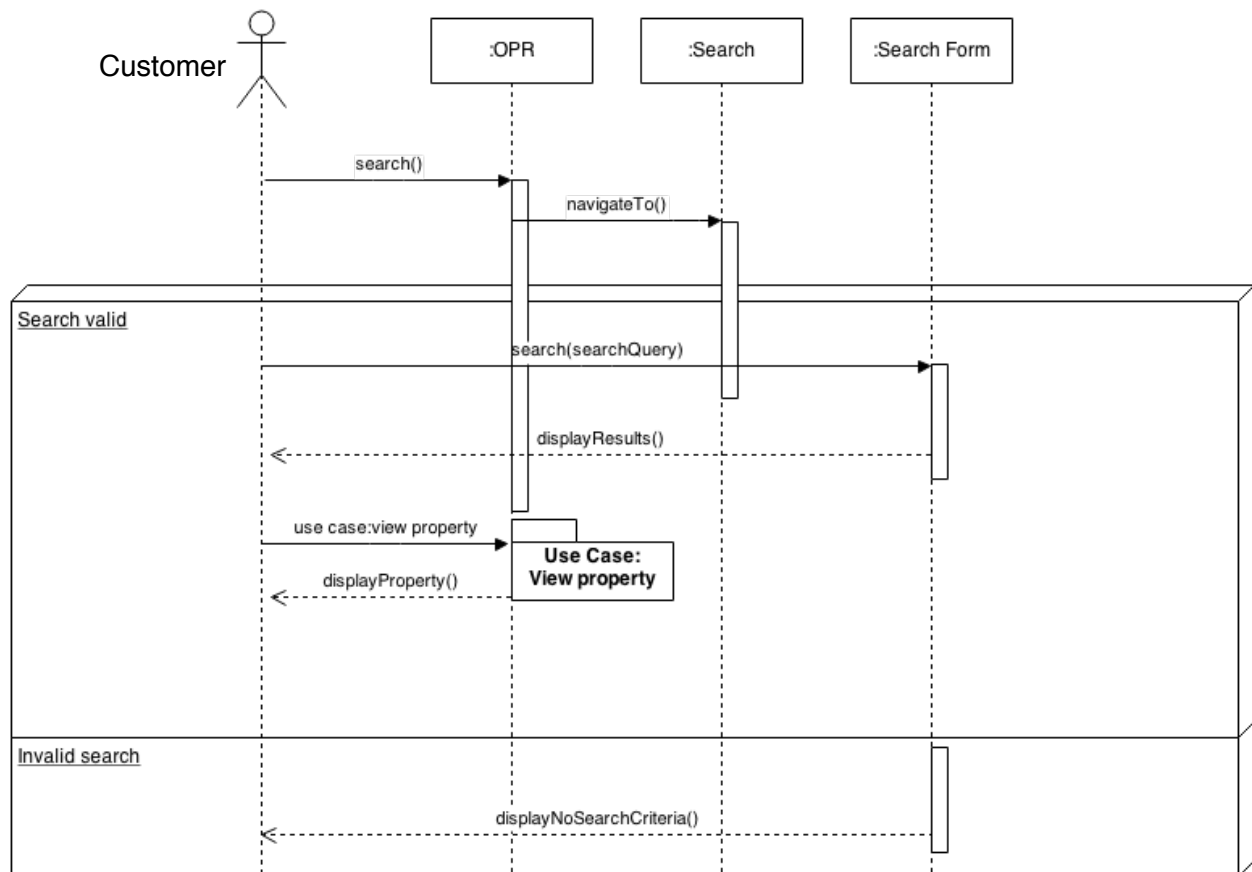 Customer
:OPR
:Search
:Search Form
search()
navigateTo()
Search valid
search(searchQuery)
displayResults()
use case:view property
Use Case:
View property
displayProperty()
Invalid search
displayNoSearchCriteria()